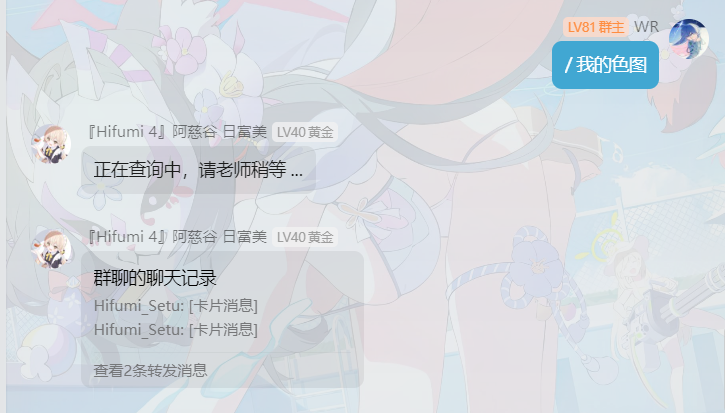 LV81 群主 WR
/ 我的色图
『Hifumi 4』阿慈谷 日富美 LV40 黄金
正在查询中，请老师稍等 ...
『Hifumi 4』阿慈谷 日富美 LV40 黄金
群聊的聊天记录
Hifumi_Setu: [卡片消息]
Hifumi_Setu: [卡片消息]
查看2条转发消息